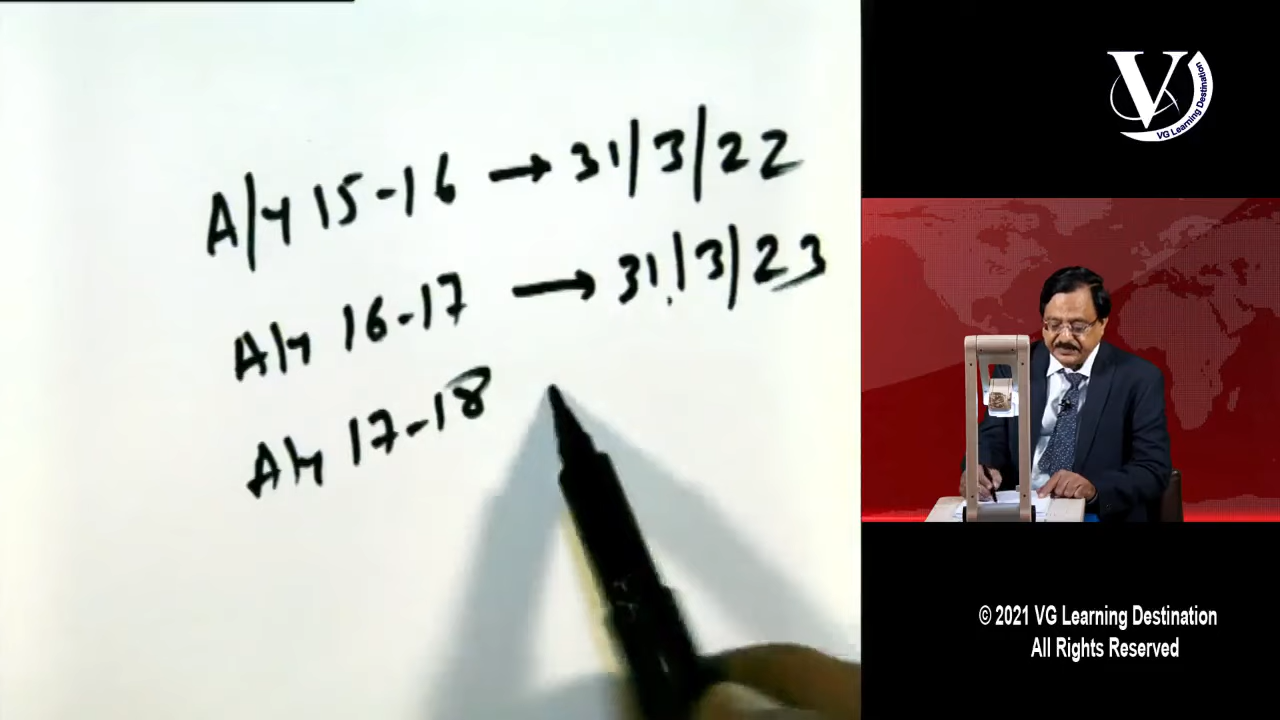 A/y 15-16 → 31/3/22
A/y 16-17 → 31/3/23
A/y 17-18
V
VG Learning Destination
© 2021 VG Learning Destination
All Rights Reserved